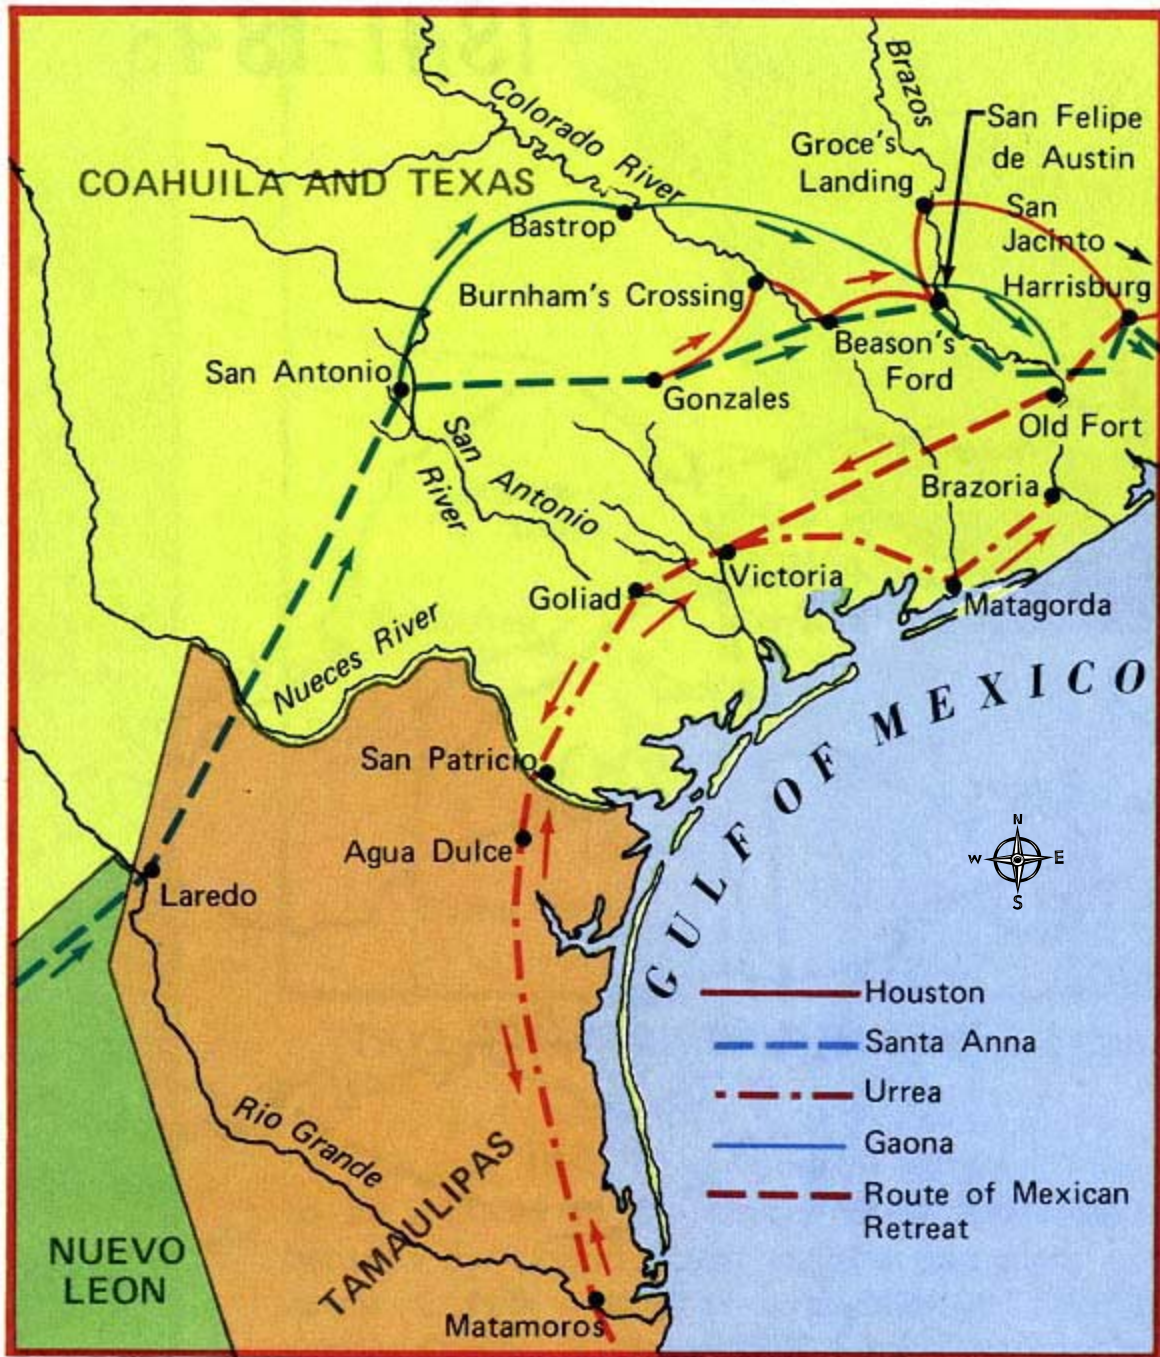 Colorado River
Brazos
San Felipe
de Austin
Groce's
Landing
COAHUILA AND TEXAS
San
Jacinto
Bastrop
Harrisburg
Burnham's Crossing
Beason's
Ford
San Antonio
Gonzales
Old Fort
San Antonio
River
Brazoria
Victoria
Goliad
Matagorda
Nueces River
GULF OF MEXICO
San Patricio
Agua Dulce
N
W E
S
Laredo
Houston
Santa Anna
Urrea
Gaona
Route of Mexican
Retreat
Rio Grande
TAMAULIPAS
NUEVO
LEON
Matamoros